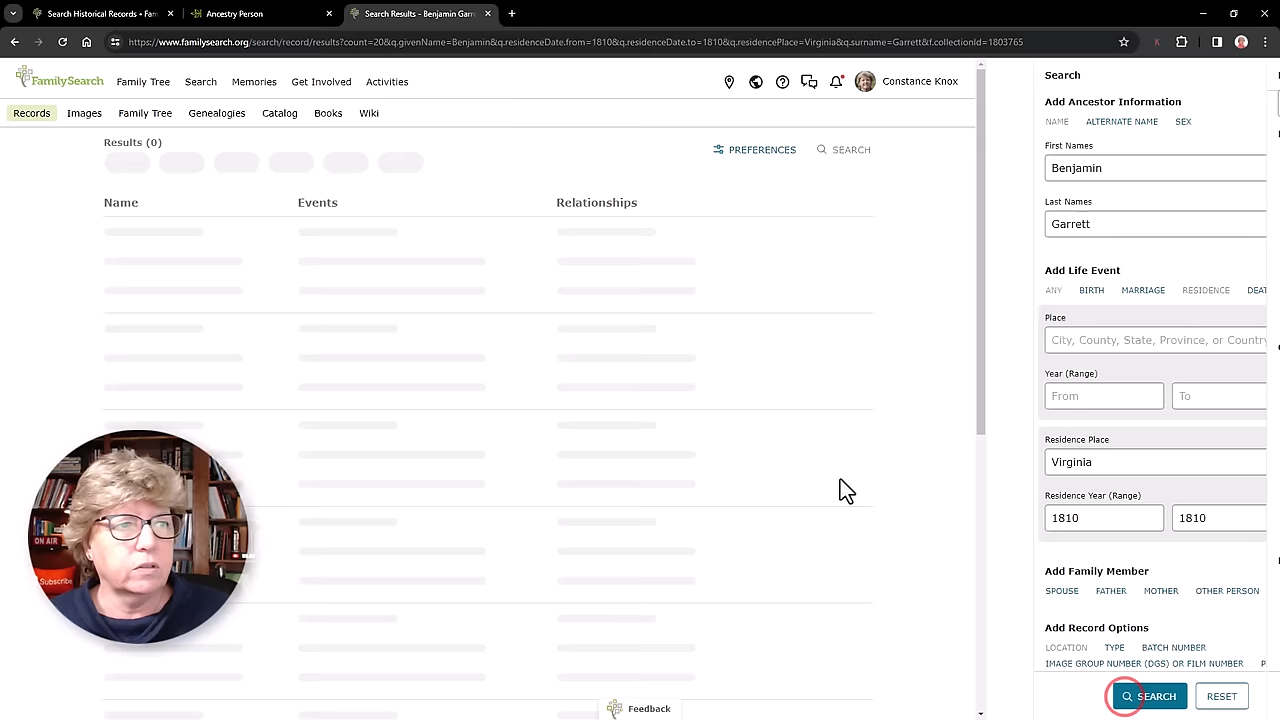 Search Historical Records • Fam
Ancestry Person
Search Results - Benjamin Garr
https://www.familysearch.org/search/record/results?count=20&q.givenName=Benjamin&q.residenceDate.from=1810&q.residenceDate.to=1810&q.residencePlace=Virginia&q.surname=Garrett&f.collectionId=1803765
FamilySearch
Family Tree
Search
Memories
Get Involved
Activities
Constance Knox
Records
Images
Family Tree
Genealogies
Catalog
Books
Wiki
Results (0)
PREFERENCES
SEARCH
Name
Events
Relationships
Search
Add Ancestor Information
NAME
ALTERNATE NAME
SEX
First Names
Benjamin
Last Names
Garrett
Add Life Event
ANY
BIRTH
MARRIAGE
RESIDENCE
DEAT
Place
City, County, State, Province, or Country
Year (Range)
From
To
Residence Place
Virginia
Residence Year (Range)
1810
1810
Add Family Member
SPOUSE
FATHER
MOTHER
OTHER PERSON
Add Record Options
LOCATION
TYPE
BATCH NUMBER
IMAGE GROUP NUMBER (DGS) OR FILM NUMBER
SEARCH
RESET
Feedback
ON AIR
Subscribe